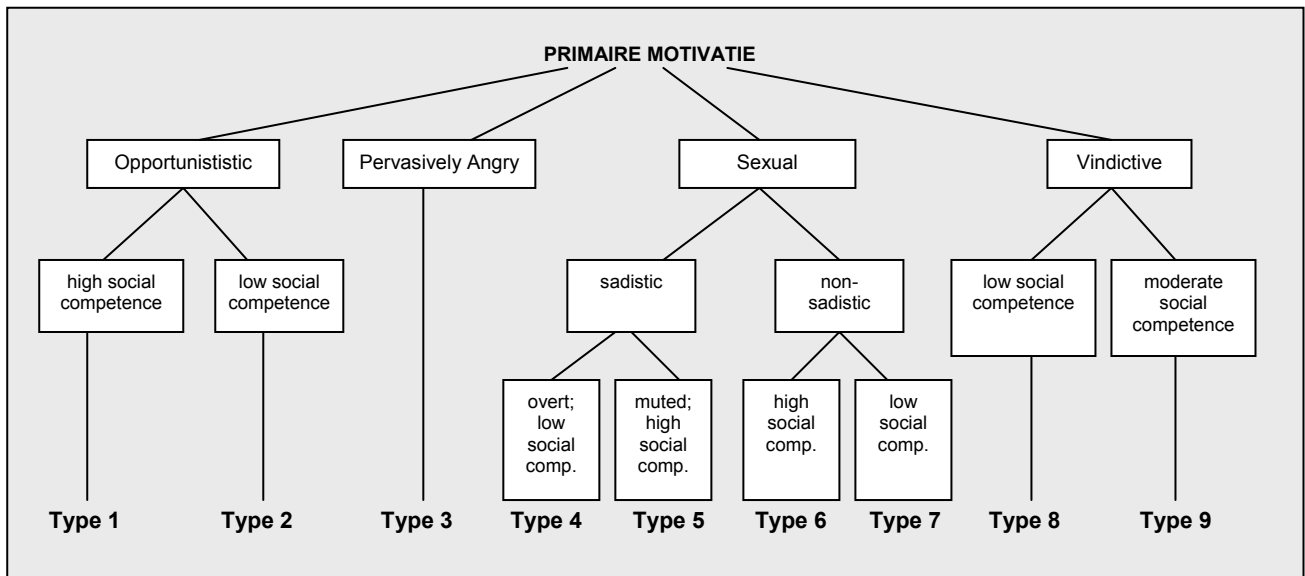 PRIMAIRE MOTIVATIE
Opportunististic
Pervasively Angry
Sexual
Vindictive
high social
competence
low social
competence
sadistic
non-
sadistic
low social
competence
moderate
social
competence
overt;
low
social
comp.
muted;
high
social
comp.
high
social
comp.
low
social
comp.
Type 1
Type 2
Type 3
Type 4
Type 5
Type 6
Type 7
Type 8
Type 9